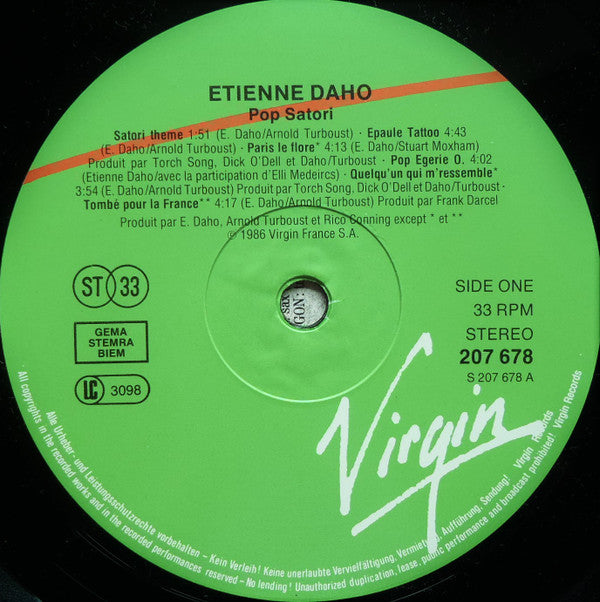 ETIENNE DAHO
Pop Satori
Satori theme 1:51 (E. Daho/Arnold Turboust) · Epaule Tattoo 4:43
(E. Daho/Arnold Turboust) · Paris le flore* 4:13 (E. Daho/Stuart Moxham)
Produit par Torch Song, Dick O'Dell et Daho/Turboust · Pop Egerie O. 4:02
(Etienne Daho/avec la participation d'Elli Medeircs) · Quelqu'un qui m'ressemble*
3:54 (E. Daho/Arnold Turboust) Produit par Torch Song, Dick O'Dell et Daho/Turboust ·
Tombè pour la France** 4:17 (E. Daho/Arnold Turboust) · Produit par Frank Darcel
Produit par E. Daho, Arnold Turboust et Rico Conning except * et **
℗ 1986 Virgin France S.A.
ST 33
GEMA
STEMRA
BIEM
LC 3098
SIDE ONE
33 RPM
STEREO
207 678
S 207 678 A
sax
GON:
Virgin
Alle Urheber- und Leistungsschutzrechte vorbehalten – Kein Verleih! Keine unerlaubte Vervielfältigung, Vermietung, Aufführung, Sendung! Virgin Records
All copyrights in the recorded works and in the recorded performances reserved – No lending! Unauthorized duplication, lease, public performance and broadcast prohibited! Virgin Records